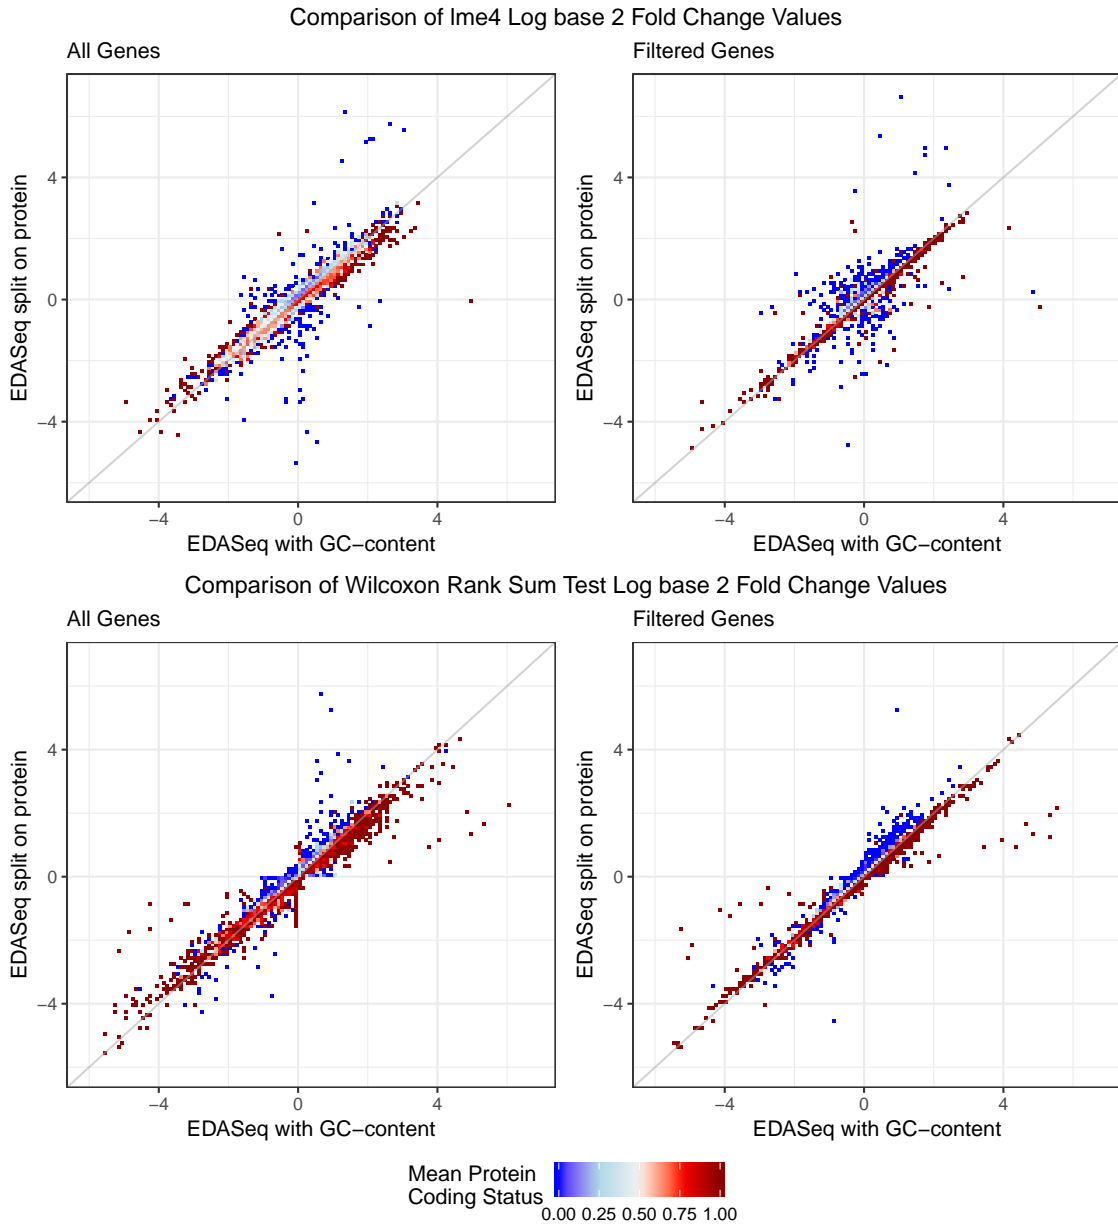 Comparison of lme4 Log base 2 Fold Change Values
All Genes
Filtered Genes
EDASeq split on protein
4
0
−4
−4 0 4
EDASeq with GC−content
EDASeq split on protein
4
0
−4
−4 0 4
EDASeq with GC−content
Comparison of Wilcoxon Rank Sum Test Log base 2 Fold Change Values
All Genes
Filtered Genes
EDASeq split on protein
4
0
−4
−4 0 4
EDASeq with GC−content
EDASeq split on protein
4
0
−4
−4 0 4
EDASeq with GC−content
Mean Protein
Coding Status
0.00 0.25 0.50 0.75 1.00